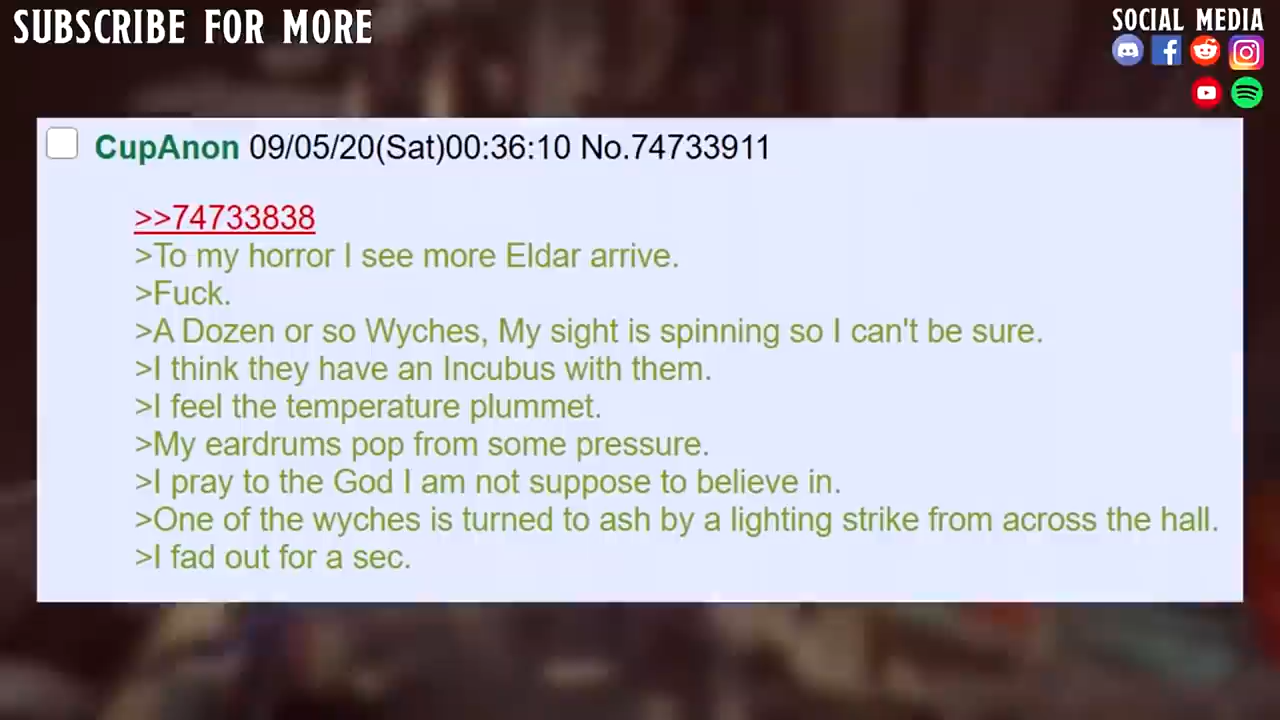 SUBSCRIBE FOR MORE
SOCIAL MEDIA
CupAnon 09/05/20(Sat)00:36:10 No.74733911
>>74733838
>To my horror I see more Eldar arrive.
>Fuck.
>A Dozen or so Wyches, My sight is spinning so I can't be sure.
>I think they have an Incubus with them.
>I feel the temperature plummet.
>My eardrums pop from some pressure.
>I pray to the God I am not suppose to believe in.
>One of the wyches is turned to ash by a lighting strike from across the hall.
>I fad out for a sec.